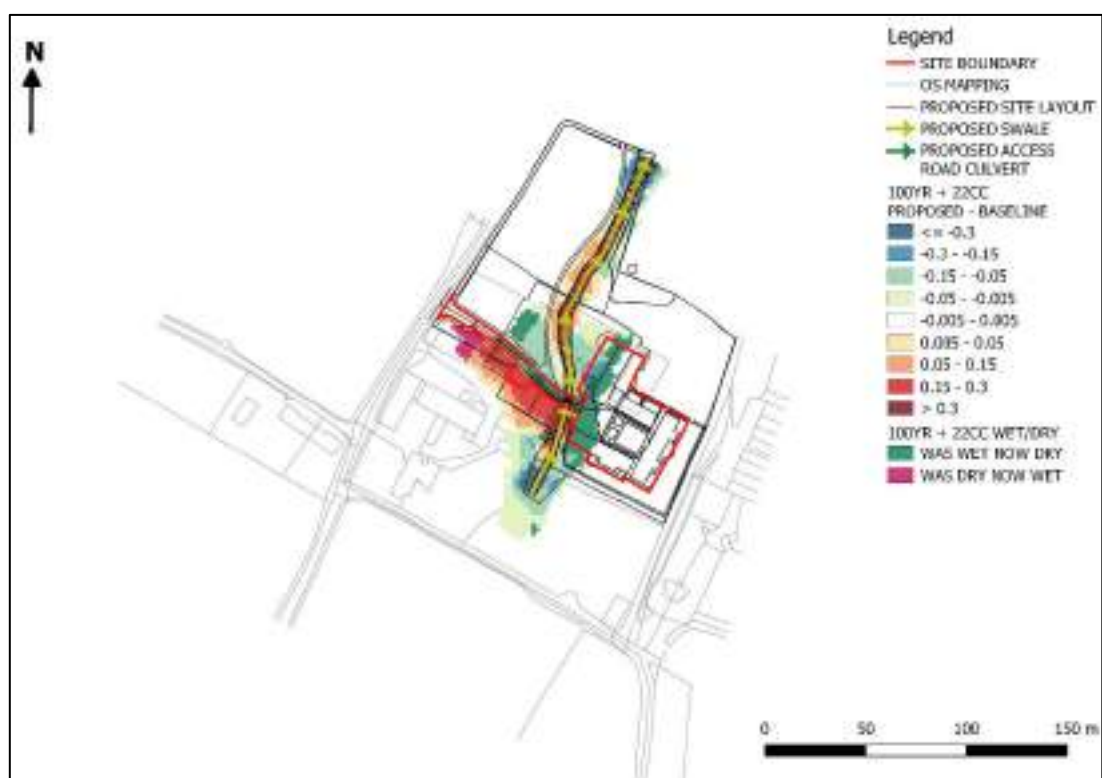 N
Legend
SITE BOUNDARY
OS MAPPING
PROPOSED SITE LAYOUT
PROPOSED SWALE
PROPOSED ACCESS
ROAD CULVERT
100YR + 22CC
PROPOSED - BASELINE
<= -0.3
-0.3 - -0.15
-0.15 - -0.05
-0.05 - -0.005
-0.005 - 0.005
0.005 - 0.05
0.05 - 0.15
0.15 - 0.3
> 0.3
100YR + 22CC WET/DRY
WAS WET NOW DRY
WAS DRY NOW WET
0 50 100 150 m